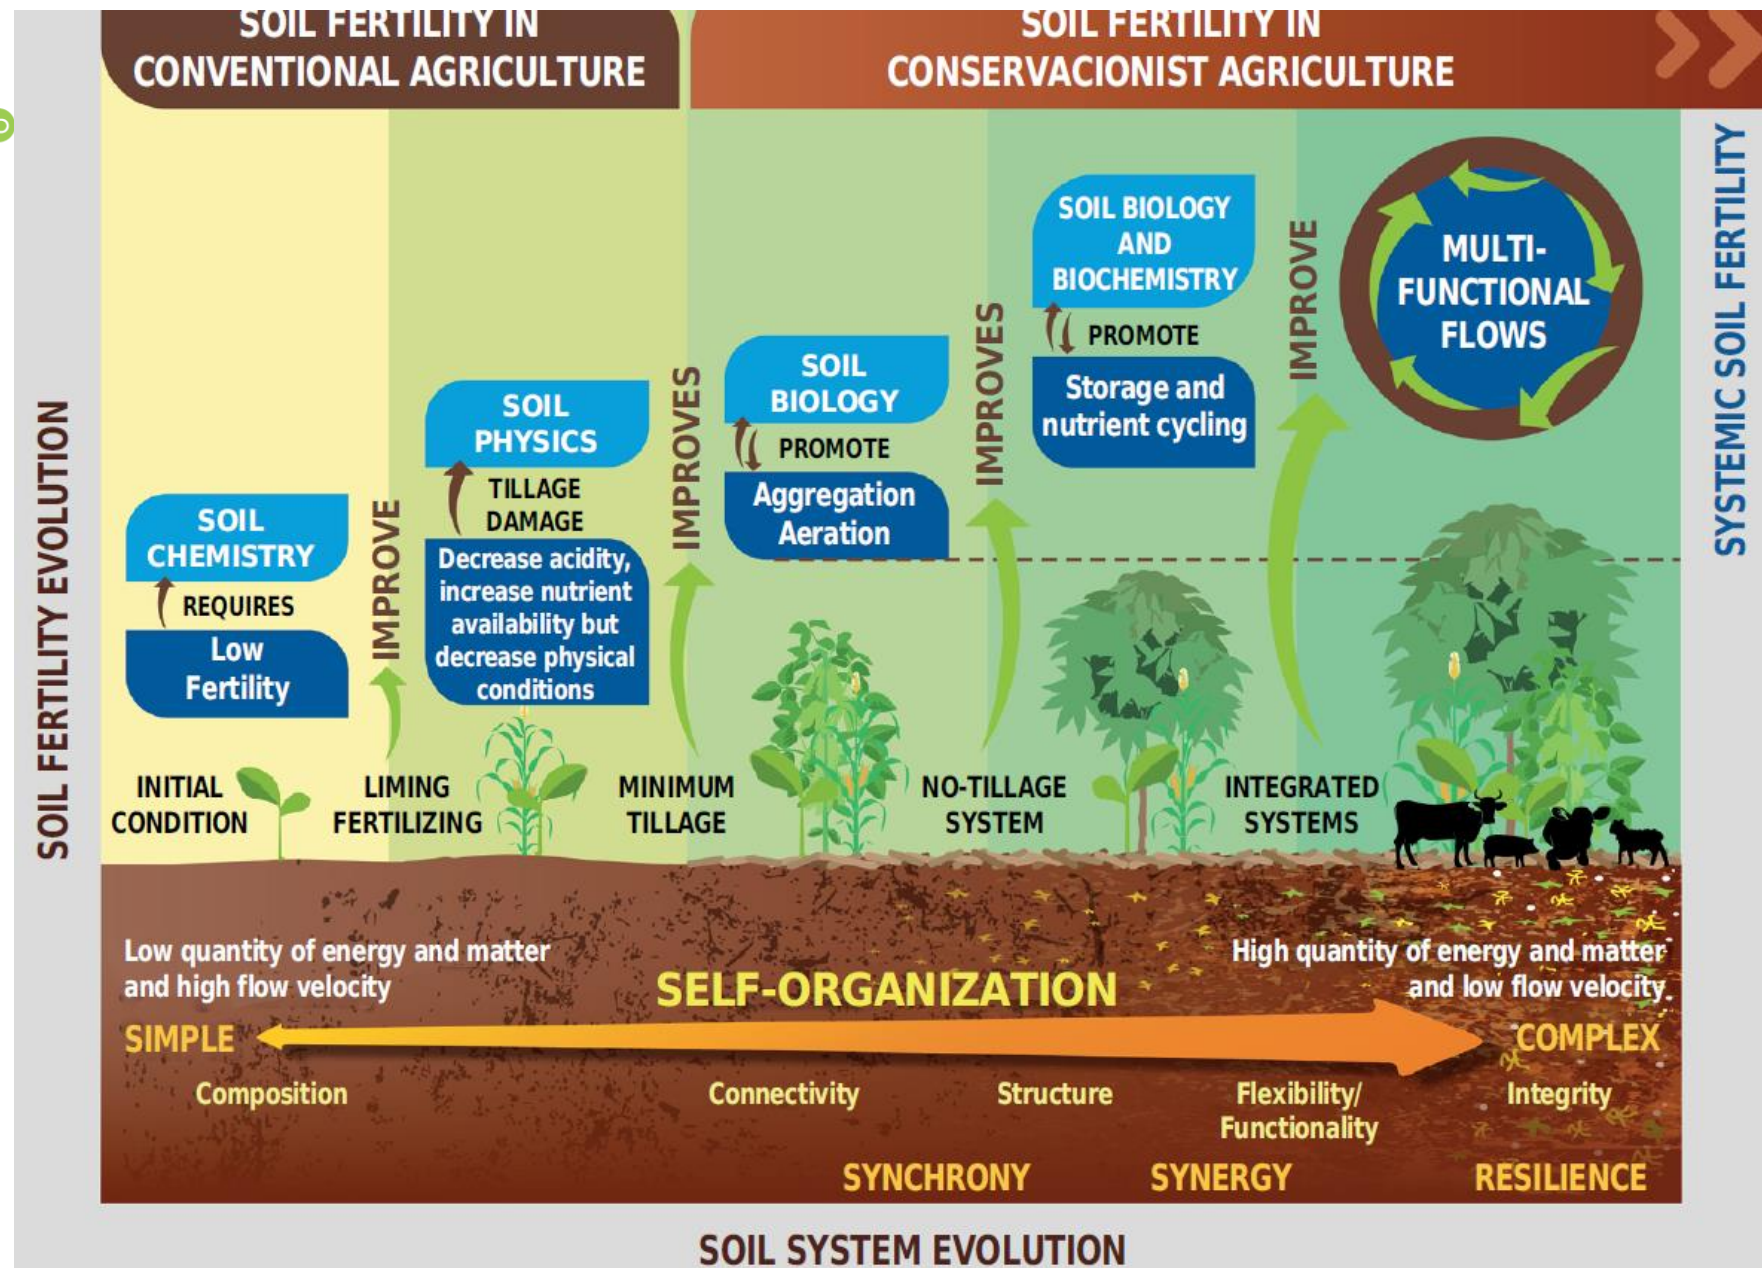 SOIL FERTILITY IN
CONVENTIONAL AGRICULTURE
SOIL FERTILITY IN
CONSERVACIONIST AGRICULTURE
SOIL FERTILITY EVOLUTION
SYSTEMIC SOIL FERTILITY
SOIL
CHEMISTRY
REQUIRES
Low
Fertility
IMPROVE
SOIL
PHYSICS
TILLAGE
DAMAGE
Decrease acidity,
increase nutrient
availability but
decrease physical
conditions
IMPROVES
SOIL
BIOLOGY
PROMOTE
Aggregation
Aeration
IMPROVES
SOIL BIOLOGY
AND
BIOCHEMISTRY
PROMOTE
Storage and
nutrient cycling
IMPROVE
MULTI-
FUNCTIONAL
FLOWS
INITIAL
CONDITION
LIMING
FERTILIZING
MINIMUM
TILLAGE
NO-TILLAGE
SYSTEM
INTEGRATED
SYSTEMS
Low quantity of energy and matter
and high flow velocity
SELF-ORGANIZATION
High quantity of energy and matter
and low flow velocity
SIMPLE
COMPLEX
Composition
Connectivity
Structure
Flexibility/
Functionality
Integrity
SYNCHRONY
SYNERGY
RESILIENCE
SOIL SYSTEM EVOLUTION